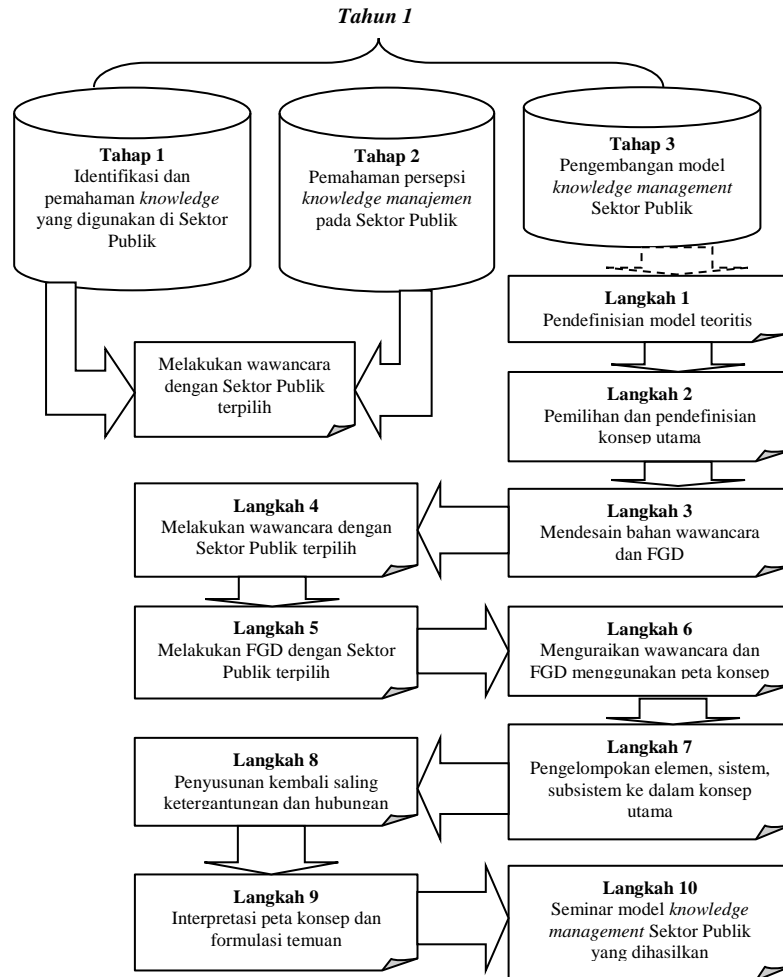 Tahun 1
Tahap 1
Identifikasi dan
pemahaman knowledge
yang digunakan di Sektor
Publik
Tahap 2
Pemahaman persepsi
knowledge manajemen
pada Sektor Publik
Tahap 3
Pengembangan model
knowledge management
Sektor Publik
Melakukan wawancara
dengan Sektor Publik
terpilih
Langkah 1
Pendefinisian model teoritis
Langkah 2
Pemilihan dan pendefinisian
konsep utama
Langkah 3
Mendesain bahan wawancara
dan FGD
Langkah 4
Melakukan wawancara dengan
Sektor Publik terpilih
Langkah 5
Melakukan FGD dengan Sektor
Publik terpilih
Langkah 6
Menguraikan wawancara dan
FGD menggunakan peta konsep
Langkah 7
Pengelompokan elemen, sistem,
subsistem ke dalam konsep
utama
Langkah 8
Penyusunan kembali saling
ketergantungan dan hubungan
Langkah 9
Interpretasi peta konsep dan
formulasi temuan
Langkah 10
Seminar model knowledge
management Sektor Publik
yang dihasilkan